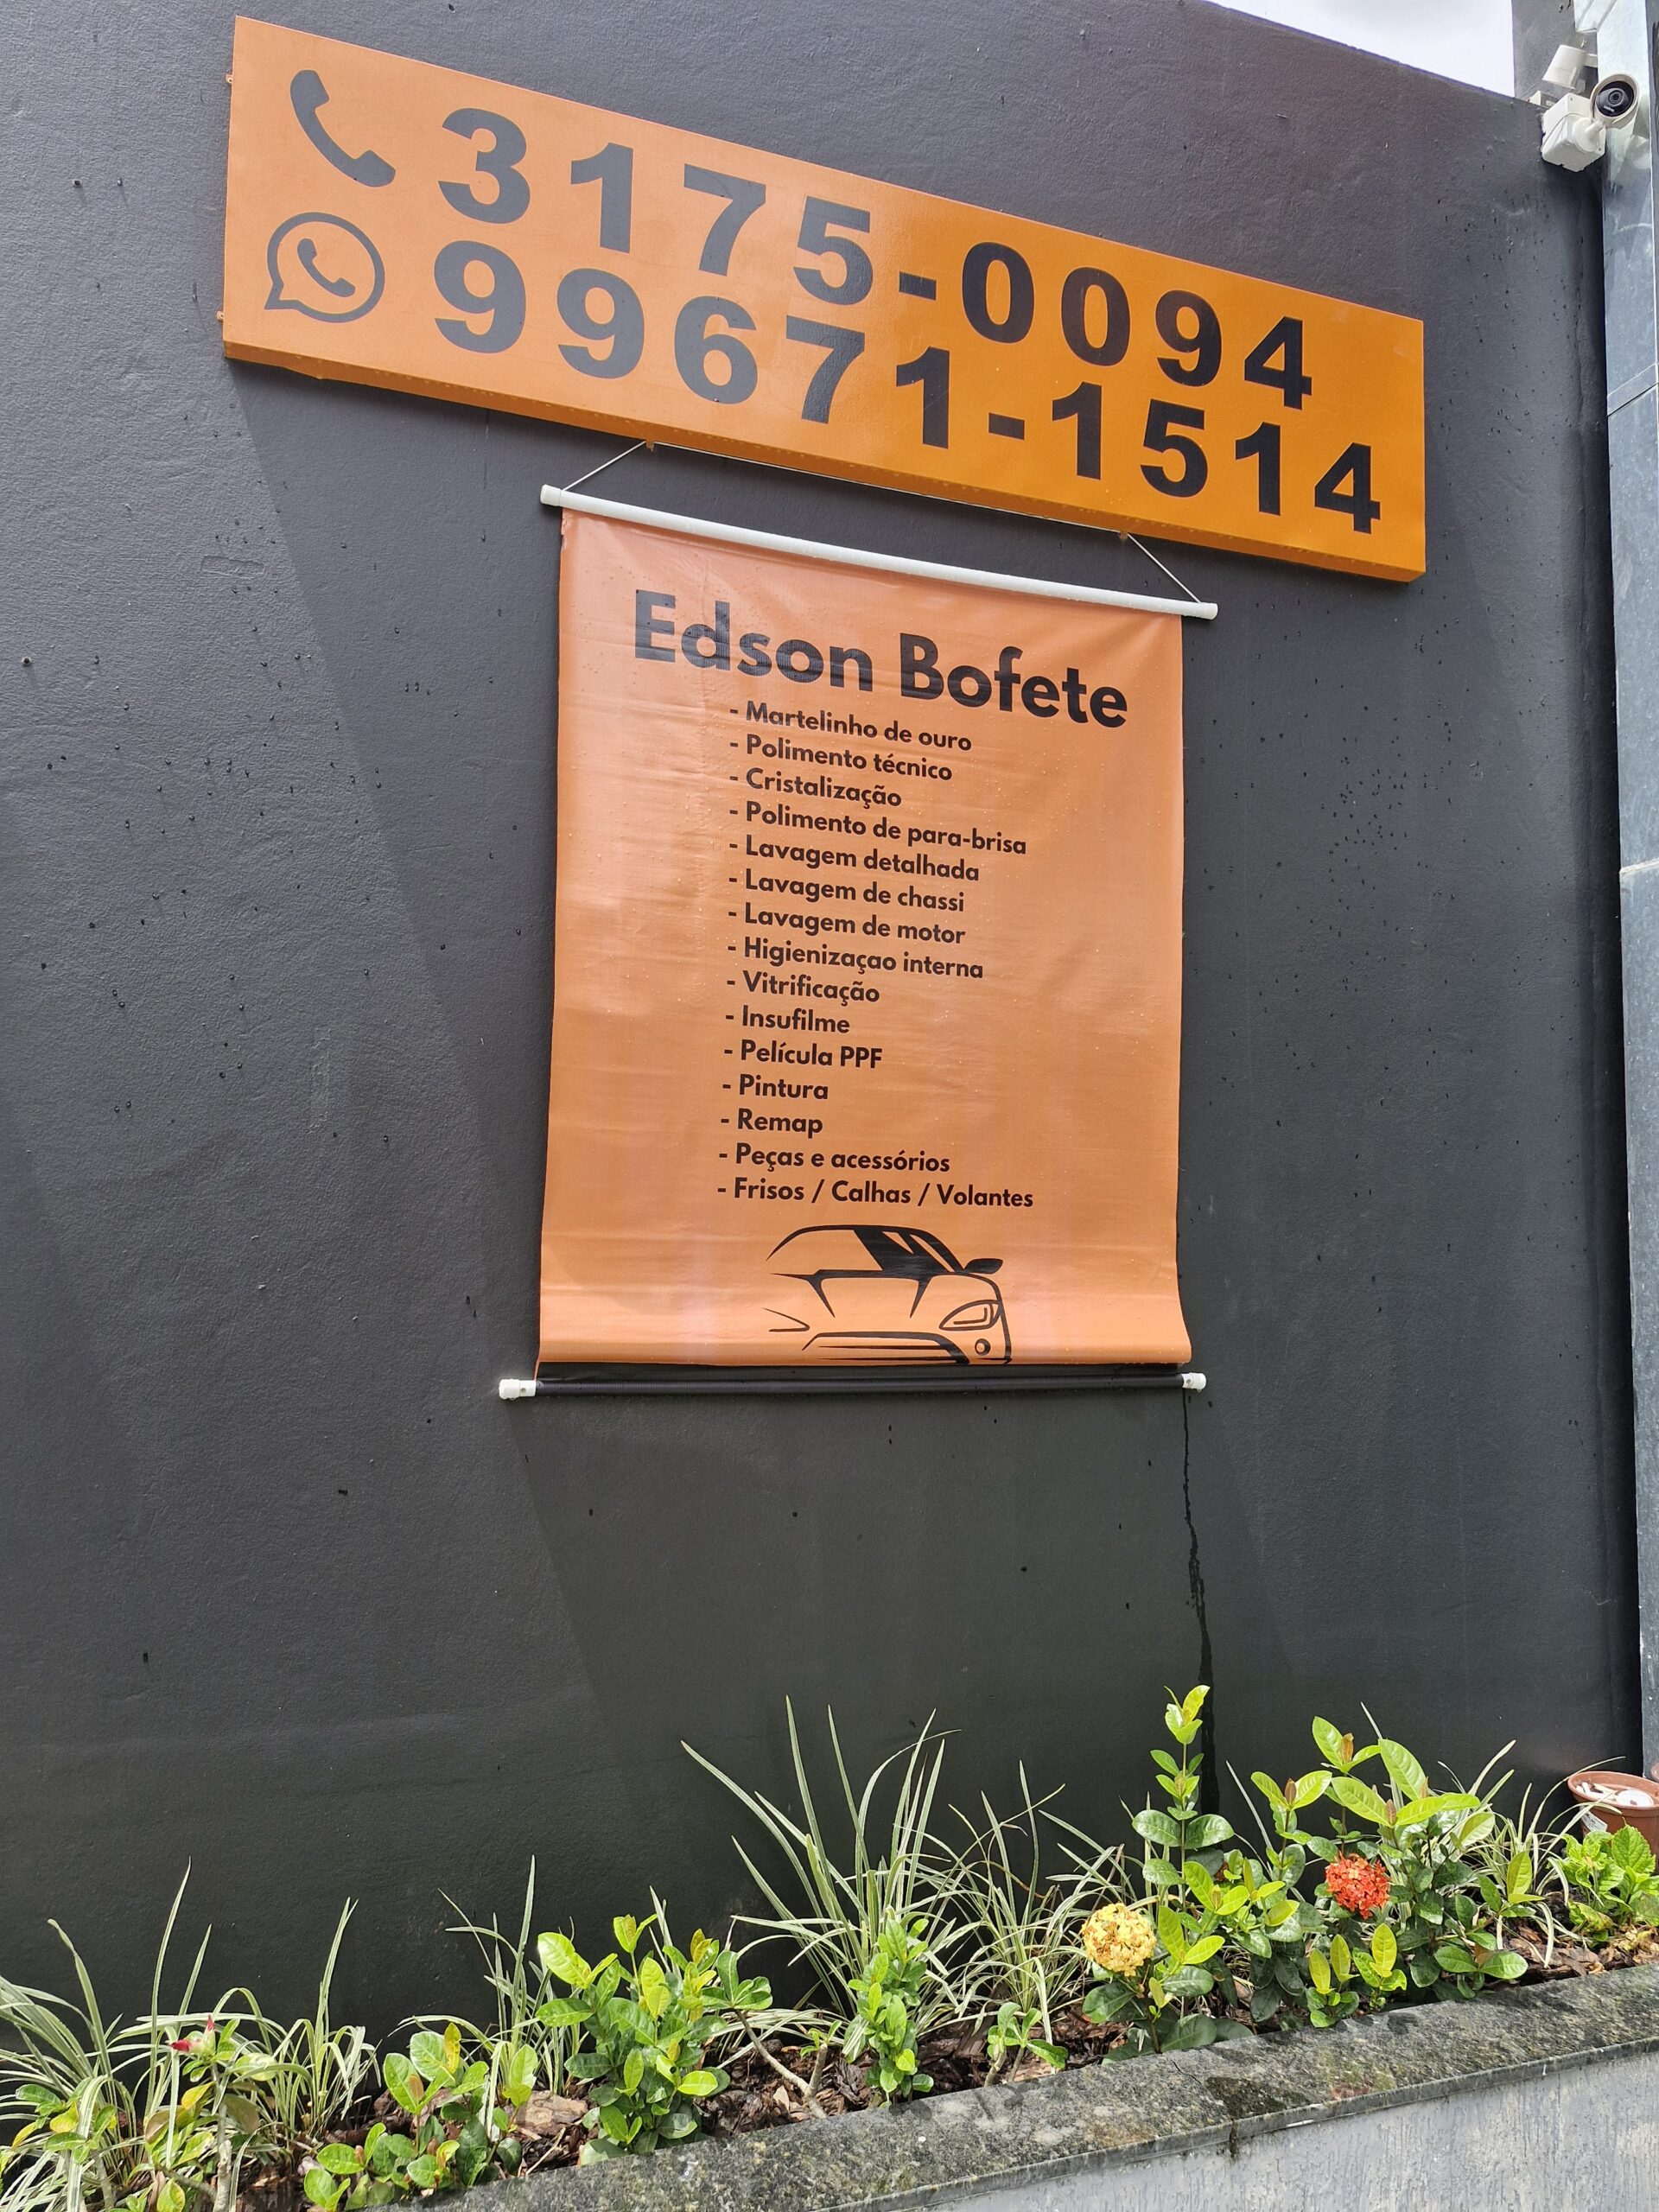 3175-0094
99671-1514
Edson Bofete
- Martelinho de ouro
- Polimento técnico
- Cristalização
- Polimento de para-brisa
- Lavagem detalhada
- Lavagem de chassi
- Lavagem de motor
- Higienizaçao interna
- Vitrificação
- Insufilme
- Película PPF
- Pintura
- Remap
- Peças e acessórios
- Frisos / Calhas / Volantes